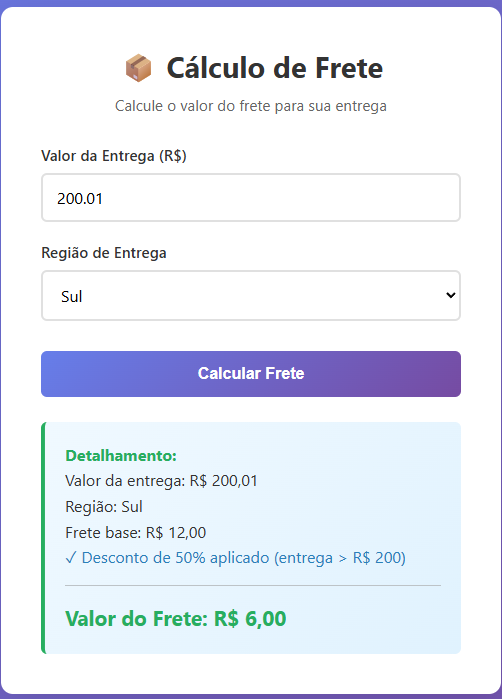 Cálculo de Frete
Calcule o valor do frete para sua entrega
Valor da Entrega (R$)
200.01
Região de Entrega
Sul
Calcular Frete
Detalhamento:
Valor da entrega: R$ 200,01
Região: Sul
Frete base: R$ 12,00
✓ Desconto de 50% aplicado (entrega > R$ 200)
Valor do Frete: R$ 6,00